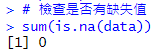 > # 檢查是否有缺失值
> sum(is.na(data))
[1] 0